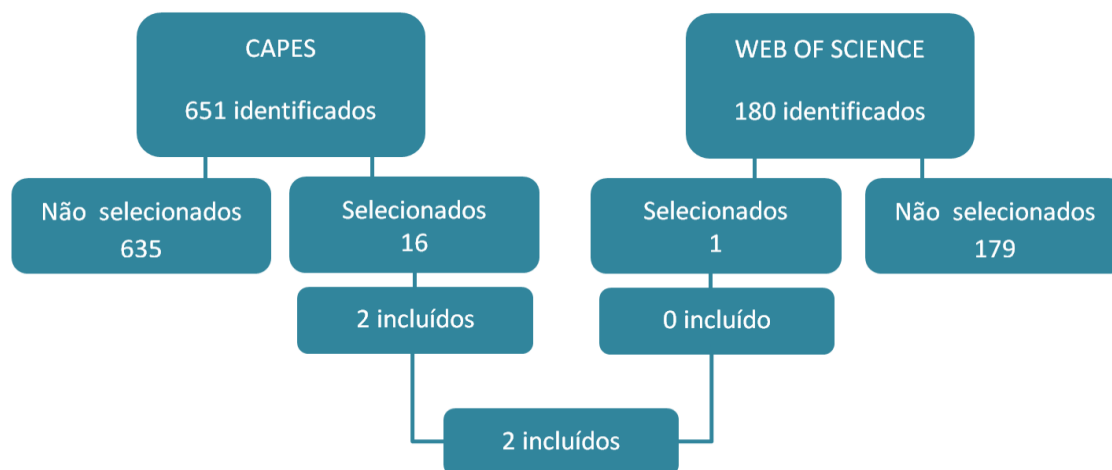 CAPES
651 identificados
WEB OF SCIENCE
180 identificados
Não selecionados
635
Selecionados
16
Selecionados
1
Não selecionados
179
2 incluídos
0 incluído
2 incluídos